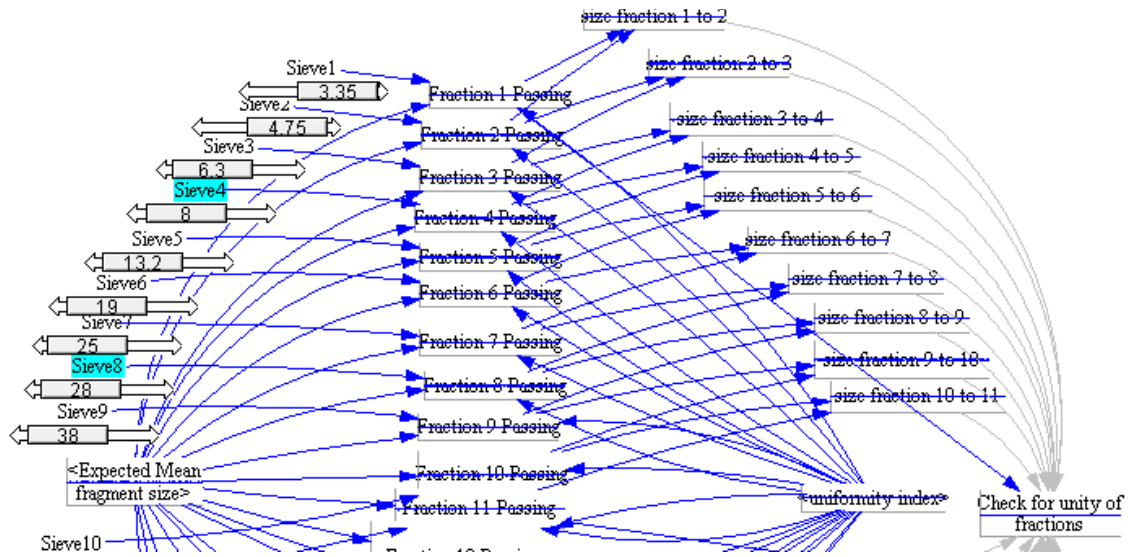 size fraction 1 to 2
size fraction 2 to 3
Sieve1
3.35
Fraction 1 Passing
Sieve2
4.75
size fraction 3 to 4
Fraction 2 Passing
Sieve3
size fraction 4 to 5
6.3
Fraction 3 Passing
Sieve4
size fraction 5 to 6
8
Fraction 4 Passing
Sieve5
size fraction 6 to 7
13.2
Fraction 5 Passing
Sieve6
size fraction 7 to 8
Fraction 6 Passing
19
Sieve7
size fraction 8 to 9
25
Fraction 7 Passing
Sieve8
size fraction 9 to 10
28
Fraction 8 Passing
size fraction 10 to 11
Sieve9
38
Fraction 9 Passing
<Expected Mean
fragment size>
Fraction 10 Passing
<uniformity index>
Check for unity of
fractions
Fraction 11 Passing
Sieve10